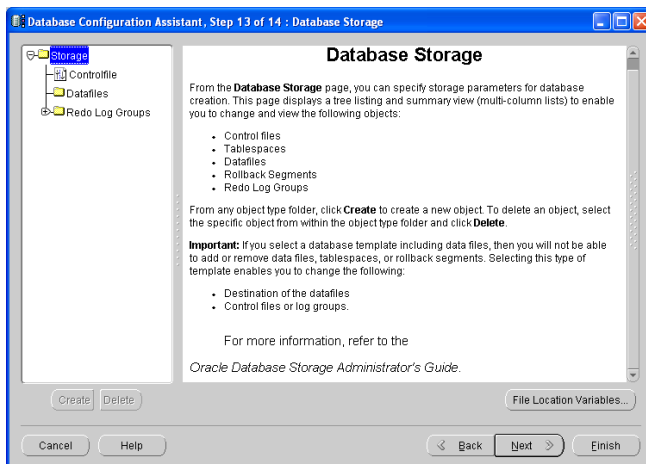 Database Configuration Assistant, Step 13 of 14 : Database Storage
Storage
Controlfile
Datafiles
Redo Log Groups
Database Storage
From the Database Storage page, you can specify storage parameters for database
creation. This page displays a tree listing and summary view (multi-column lists) to enable
you to change and view the following objects:
• Control files
• Tablespaces
• Datafiles
• Rollback Segments
• Redo Log Groups
From any object type folder, click Create to create a new object. To delete an object, select
the specific object from within the object type folder and click Delete.
Important: If you select a database template including data files, then you will not be able
to add or remove data files, tablespaces, or rollback segments. Selecting this type of
template enables you to change the following:
• Destination of the datafiles
• Control files or log groups.
For more information, refer to the
Oracle Database Storage Administrator's Guide.
Create Delete
File Location Variables...
Cancel Help Back Next Finish